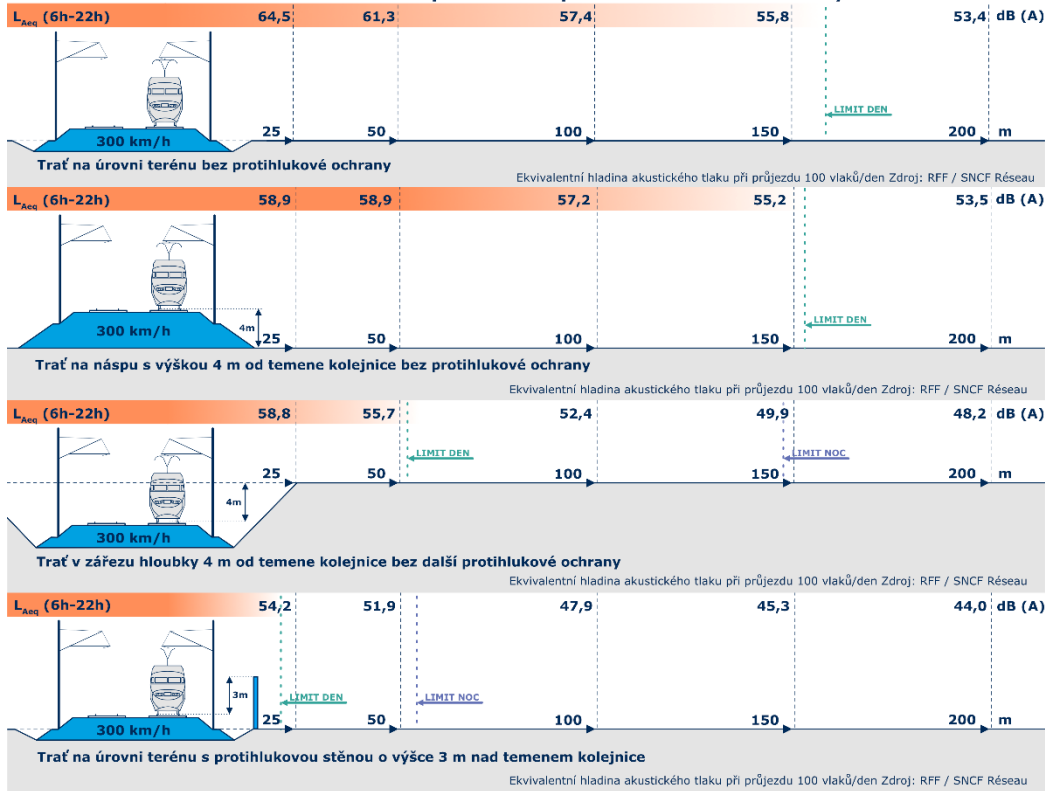 L_Aeq (6h-22h) 64,5 61,3 57,4 55,8 53,4 dB (A)
LIMIT DEN
300 km/h 25 50 100 150 200 m
Trať na úrovni terénu bez protihlukové ochrany
Ekvivalentní hladina akustického tlaku při průjezdu 100 vlaků/den Zdroj: RFF / SNCF Réseau
L_Aeq (6h-22h) 58,9 58,9 57,2 55,2 53,5 dB (A)
LIMIT DEN
300 km/h 4m 25 50 100 150 200 m
Trať na náspu s výškou 4 m od temene kolejnice bez protihlukové ochrany
Ekvivalentní hladina akustického tlaku při průjezdu 100 vlaků/den Zdroj: RFF / SNCF Réseau
L_Aeq (6h-22h) 58,8 55,7 52,4 49,9 48,2 dB (A)
LIMIT DEN LIMIT NOC
25 50 100 150 200 m
4m
300 km/h
Trať v zářezu hloubky 4 m od temene kolejnice bez další protihlukové ochrany
Ekvivalentní hladina akustického tlaku při průjezdu 100 vlaků/den Zdroj: RFF / SNCF Réseau
L_Aeq (6h-22h) 54,2 51,9 47,9 45,3 44,0 dB (A)
3m LIMIT DEN LIMIT NOC
300 km/h 25 50 100 150 200 m
Trať na úrovni terénu s protihlukovou stěnou o výšce 3 m nad temenem kolejnice
Ekvivalentní hladina akustického tlaku při průjezdu 100 vlaků/den Zdroj: RFF / SNCF Réseau